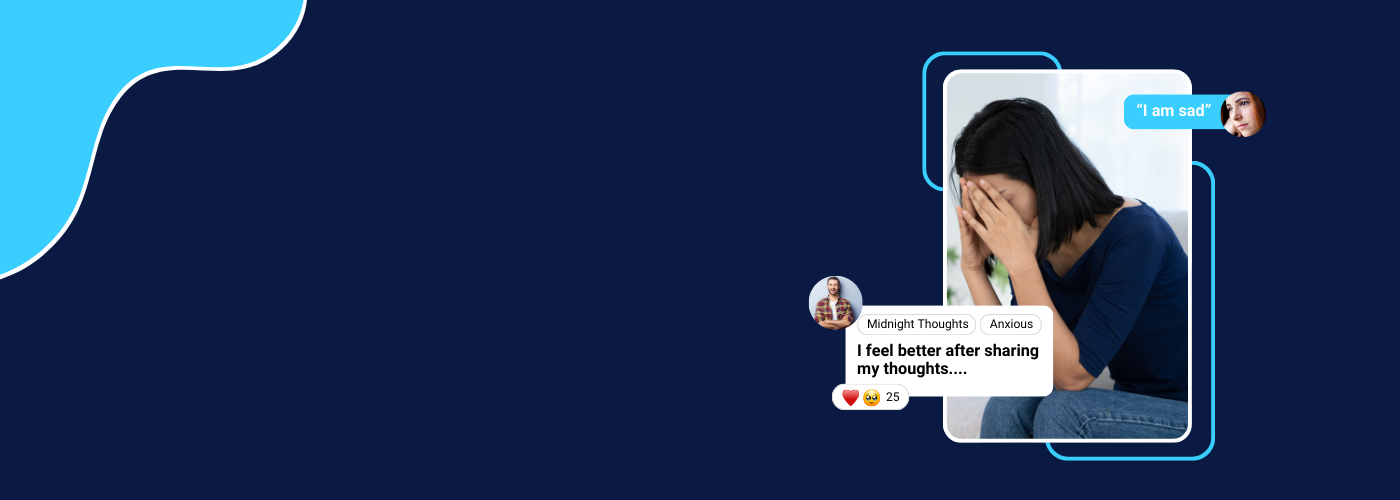 “I am sad”
Midnight Thoughts Anxious
I feel better after sharing
my thoughts....
25